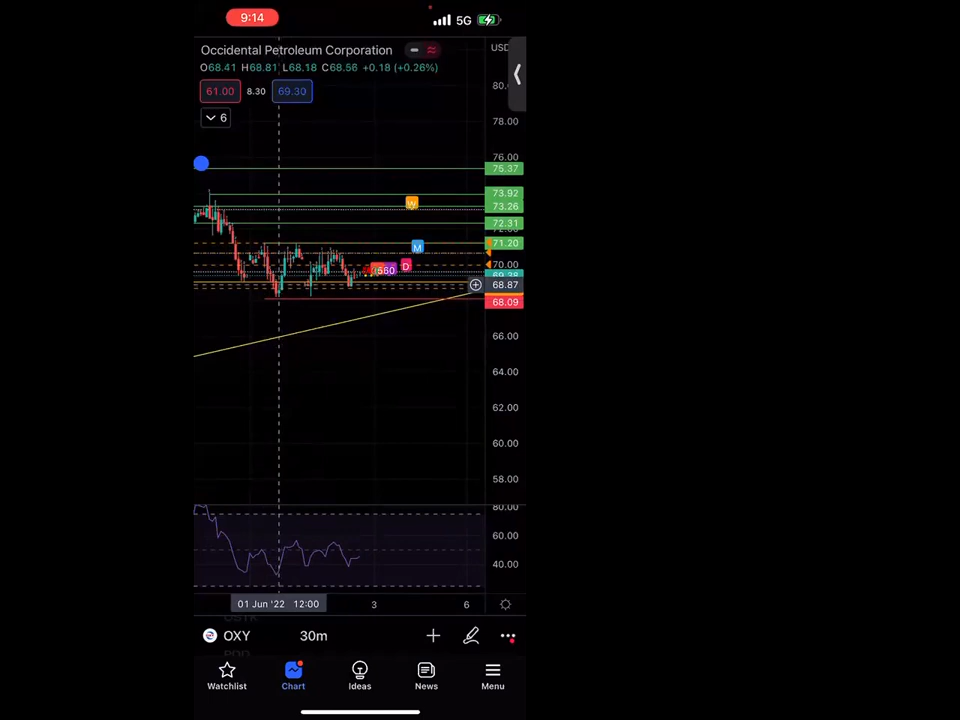 9:14
5G
Occidental Petroleum Corporation
USD
O68.41 H68.81 L68.18 C68.56 +0.18 (+0.26%)
61.00 8.30 69.30
6
78.00
76.00
75.37
73.92
W
73.26
72.31
M
71.20
D
70.00
68.87
68.09
66.00
64.00
62.00
60.00
58.00
80.00
60.00
40.00
01 Jun '22 12:00 3 6
OXY 30m
Watchlist Chart Ideas News Menu